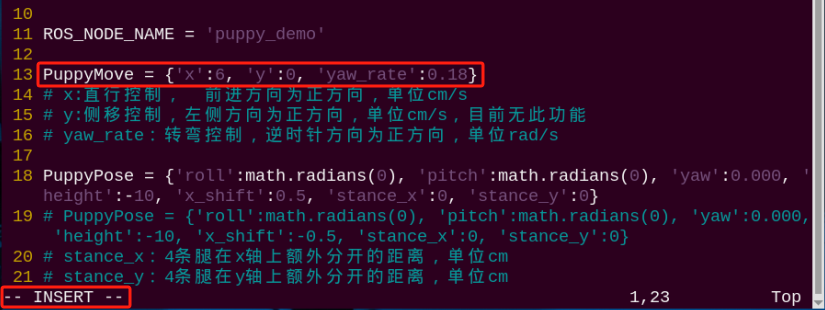 10
11 ROS_NODE_NAME = 'puppy_demo'
12
13 PuppyMove = {'x':6, 'y':0, 'yaw_rate':0.18}
14 # x:直行控制， 前进方向为正方向，单位cm/s
15 # y:侧移控制，左侧方向为正方向，单位cm/s，目前无此功能
16 # yaw_rate：转弯控制，逆时针方向为正方向，单位rad/s
17
18 PuppyPose = {'roll':math.radians(0), 'pitch':math.radians(0), 'yaw':0.000, '
height':-10, 'x_shift':0.5, 'stance_x':0, 'stance_y':0}
19 # PuppyPose = {'roll':math.radians(0), 'pitch':math.radians(0), 'yaw':0.000,
'height':-10, 'x_shift':-0.5, 'stance_x':0, 'stance_y':0}
20 # stance_x：4条腿在x轴上额外分开的距离，单位cm
21 # stance_y：4条腿在y轴上额外分开的距离，单位cm
-- INSERT -- 1,23 Top